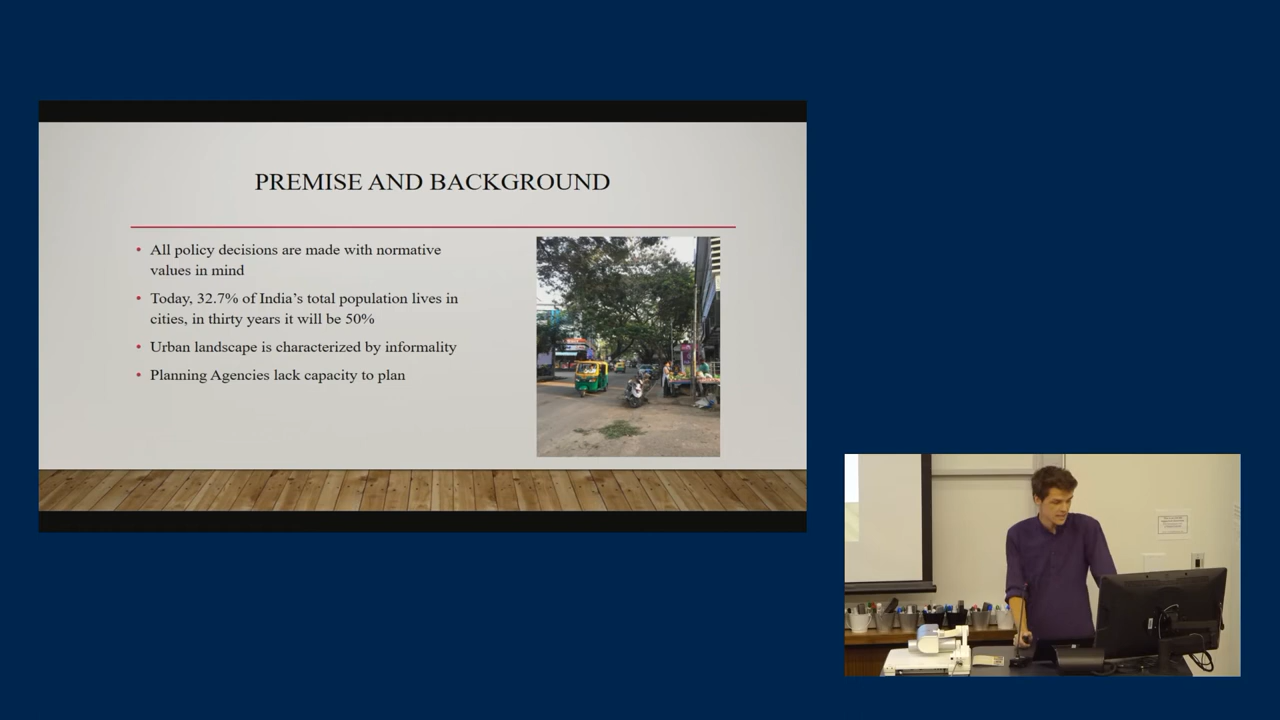 PREMISE AND BACKGROUND
• All policy decisions are made with normative
values in mind
• Today, 32.7% of India’s total population lives in
cities, in thirty years it will be 50%
• Urban landscape is characterized by informality
• Planning Agencies lack capacity to plan